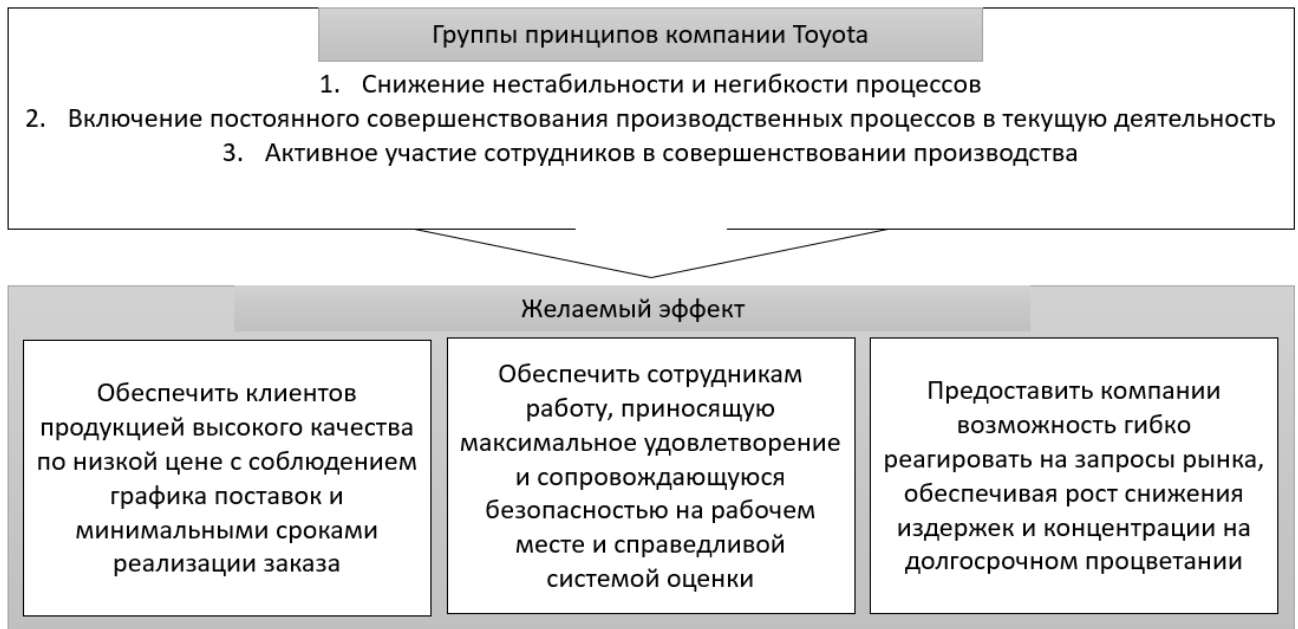 Группы принципов компании Toyota
1. Снижение нестабильности и негибкости процессов
2. Включение постоянного совершенствования производственных процессов в текущую деятельность
3. Активное участие сотрудников в совершенствовании производства
Желаемый эффект
Обеспечить клиентов
продукцией высокого качества
по низкой цене с соблюдением
графика поставок и
минимальными сроками
реализации заказа
Обеспечить сотрудникам
работу, приносящую
максимальное удовлетворение
и сопровождающуюся
безопасностью на рабочем
месте и справедливой
системой оценки
Предоставить компании
возможность гибко
реагировать на запросы рынка,
обеспечивая рост снижения
издержек и концентрации на
долгосрочном процветании